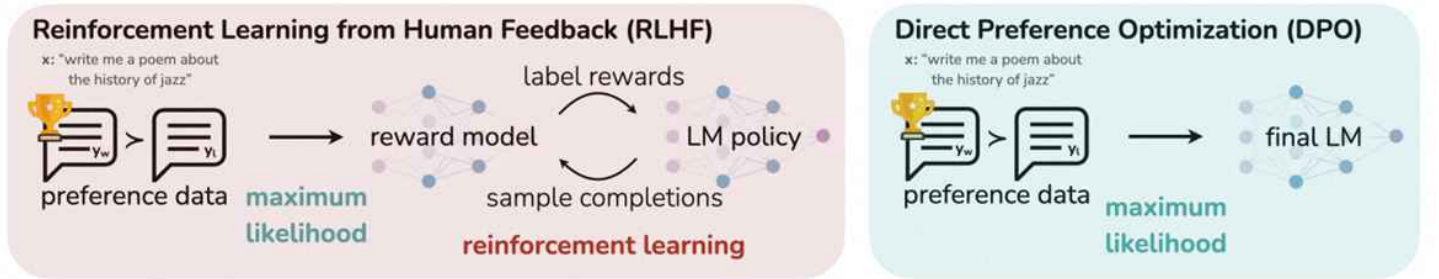 Reinforcement Learning from Human Feedback (RLHF)
x: "write me a poem about
the history of jazz"
label rewards
yw
>
yl
reward model
LM policy
preference data
maximum
likelihood
sample completions
reinforcement learning
Direct Preference Optimization (DPO)
x: "write me a poem about
the history of jazz"
yw
>
yl
final LM
preference data
maximum
likelihood